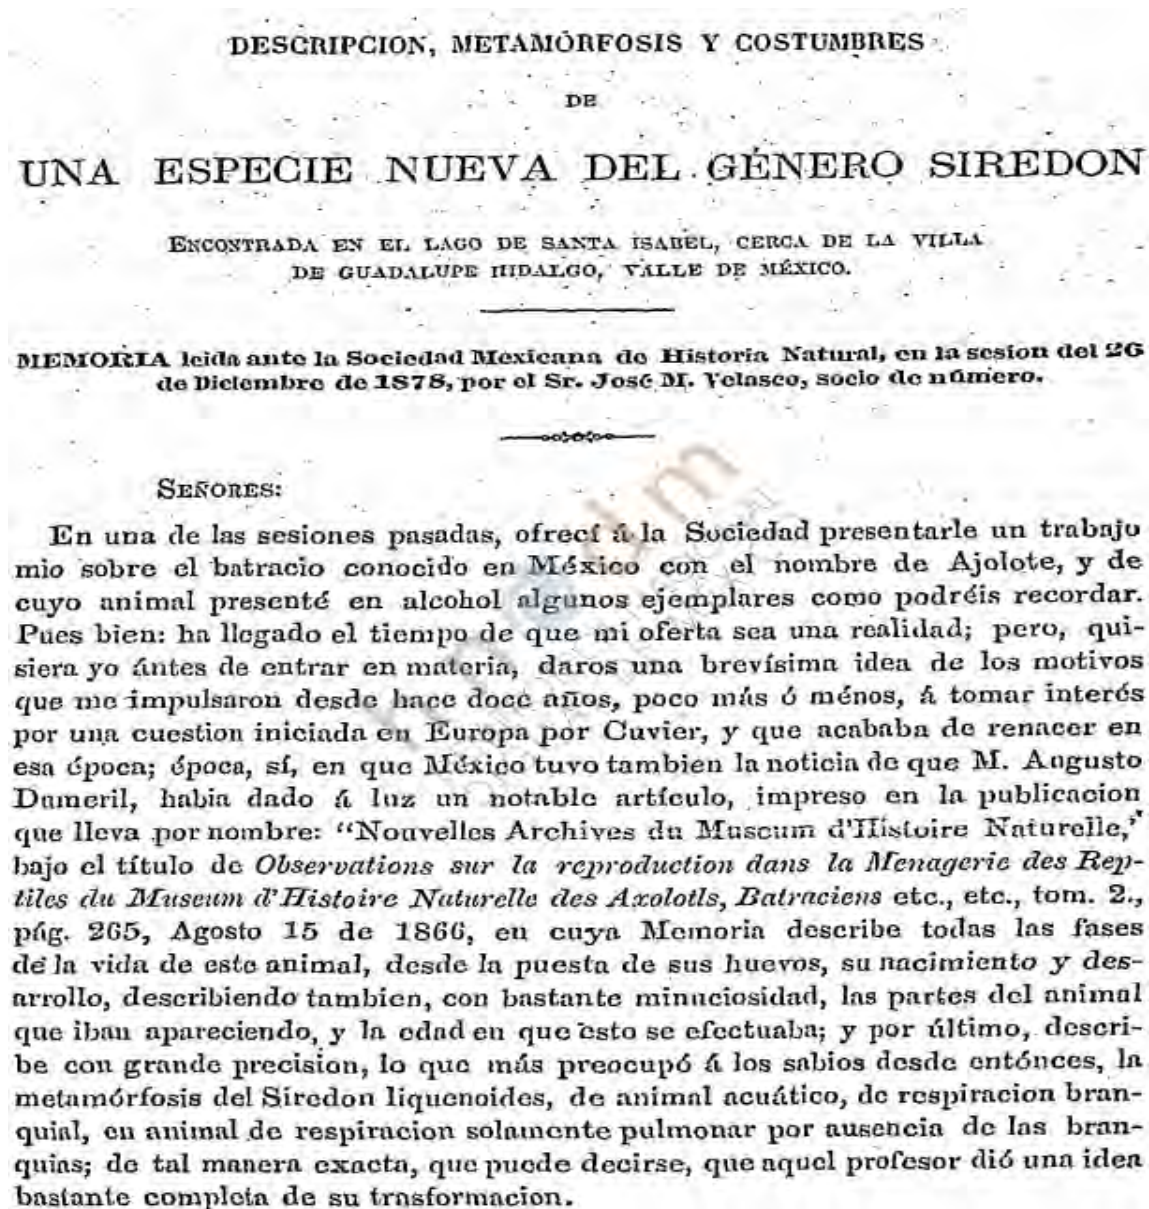 DESCRIPCION, METAMÓRFOSIS Y COSTUMBRES
DE
UNA ESPECIE NUEVA DEL GÉNERO SIREDON
ENCONTRADA EN EL LAGO DE SANTA ISABEL, CERCA DE LA VILLA
DE GUADALUPE HIDALGO, VALLE DE MÉXICO.
MEMORIA leida ante la Sociedad Mexicana de Historia Natural, en la sesion del 26
de Diciembre de 1878, por el Sr. José M. Velasco, socio de número.
SEÑORES:
En una de las sesiones pasadas, ofrecí á la Sociedad presentarle un trabajo
mio sobre el batracio conocido en México con el nombre de Ajolote, y de
cuyo animal presenté en alcohol algunos ejemplares como podréis recordar.
Pues bien: ha llegado el tiempo de que mi oferta sea una realidad; pero, qui-
siera yo ántes de entrar en materia, daros una brevísima idea de los motivos
que me impulsaron desde hace doce años, poco más ó ménos, á tomar interés
por una cuestion iniciada en Europa por Cuvier, y que acababa de renacer en
esa época; época, sí, en que México tuvo tambien la noticia de que M. Augusto
Dumeril, habia dado á luz un notable artículo, impreso en la publicacion
que lleva por nombre: "Nouvelles Archives du Museum d'Histoire Naturelle,"
bajo el título de Observations sur la reproduction dans la Menagerie des Rep-
tiles du Museum d'Histoire Naturelle des Axolotls, Batraciens etc., etc., tom. 2.,
pág. 265, Agosto 15 de 1866, en cuya Memoria describe todas las fases
de la vida de este animal, desde la puesta de sus huevos, su nacimiento y des-
arrollo, describiendo tambien, con bastante minuciosidad, las partes del animal
que iban apareciendo, y la edad en que esto se efectuaba; y por último, descri-
be con grande precision, lo que más preocupó á los sabios desde entónces, la
metamórfosis del Siredon liquenoides, de animal acuático, de respiracion bran-
quial, en animal de respiracion solamente pulmonar por ausencia de las bran-
quias; de tal manera exacta, que puede decirse, que aquel profesor dió una idea
bastante completa de su trasformacion.